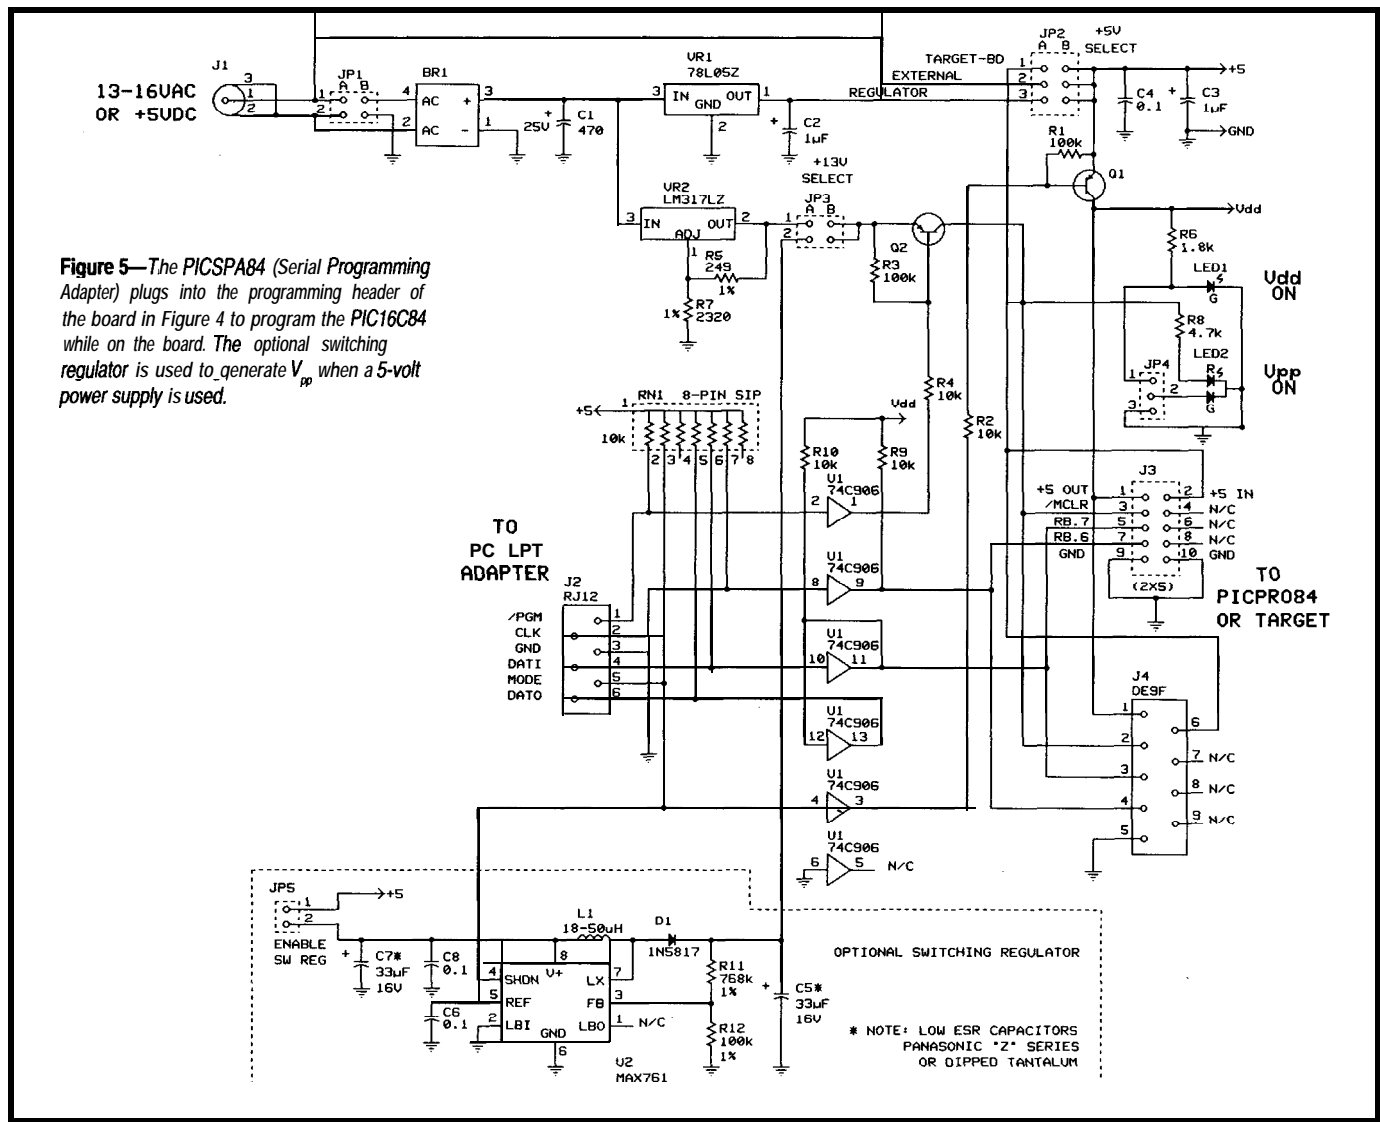 J1
3
1
2
13-16VAC
OR +5VDC
JP1
A B
1
2
BR1
4 AC + 3
2 AC - 1
25V + C1
470
VR1
78L05Z
3 IN OUT 1
GND
2
+ C2
1µF
TARGET-BD
EXTERNAL
REGULATOR
JP2
A B
1
2
3
+5V
SELECT
+5
C4
0.1
+ C3
1µF
GND
R1
100k
Q1
Vdd
VR2
LM317LZ
3 IN OUT 2
ADJ
1
R5
249
1%
1% R7
2320
+13V
SELECT
JP3
A B
1
2
Q2
R3
100k
R6
1.8k
LED1
G
Vdd
ON
R8
4.7k
LED2
R
G
Vpp
ON
JP4
1
2
3
Figure 5—The PICSPA84 (Serial Programming
Adapter) plugs into the programming header of
the board in Figure 4 to program the PIC16C84
while on the board. The optional switching
regulator is used to generate Vpp when a 5-volt
power supply is used.
R4
10k
R2
10k
RN1 8-PIN SIP
+5 1
10k
2 3 4 5 6 7 8
Vdd
R10
10k
R9
10k
U1
74C906
2 1
U1
74C906
8 9
U1
74C906
10 11
U1
74C906
12 13
U1
74C906
4 3
U1
74C906
6 5 N/C
TO
PC LPT
ADAPTER
J2
RJ12
/PGM 1
CLK 2
GND 3
DATI 4
MODE 5
DATO 6
J3
+5 OUT 1 2 +5 IN
/MCLR 3 4 N/C
RB.7 5 6 N/C
RB.6 7 8 N/C
GND 9 10 GND
(2X5)
TO
PICPRO84
OR TARGET
J4
DE9F
1
6
2
7 N/C
3
8 N/C
4
9 N/C
5
JP5
1
2
+5
ENABLE
SW REG
+ C7*
33µF
16V
C8
0.1
C6
0.1
L1
18-50uH
D1
1N5817
8
V+
4 SHDN LX 7
5 REF FB 3
2 LBI LBO 1 N/C
GND
6
V2
MAX761
R11
768k
1%
R12
100k
1%
+ C5*
33µF
16V
OPTIONAL SWITCHING REGULATOR
* NOTE: LOW ESR CAPACITORS
PANASONIC "Z" SERIES
OR DIPPED TANTALUM